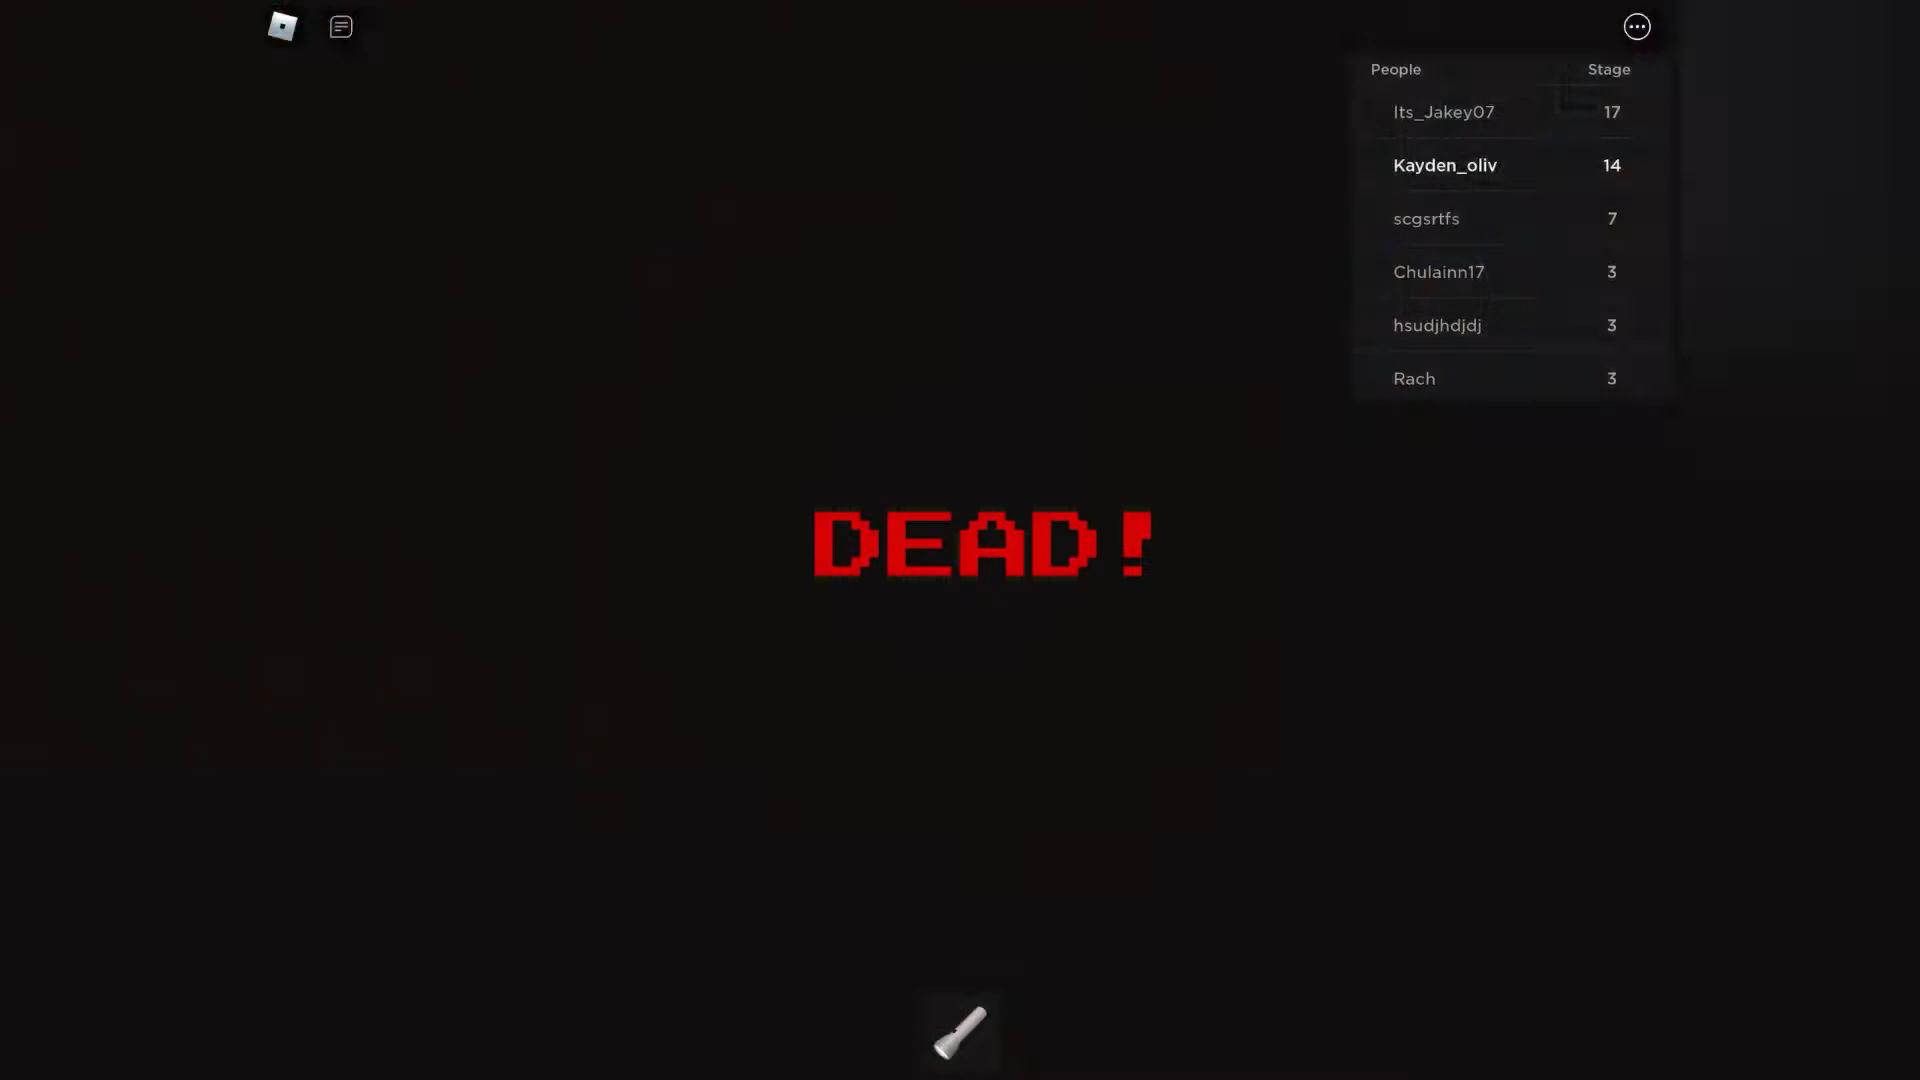 People Stage
Its_Jakey07 17
Kayden_oliv 14
scgsrtfs 7
Chulainn17 3
hsudjhdjdj 3
Rach 3
DEAD!